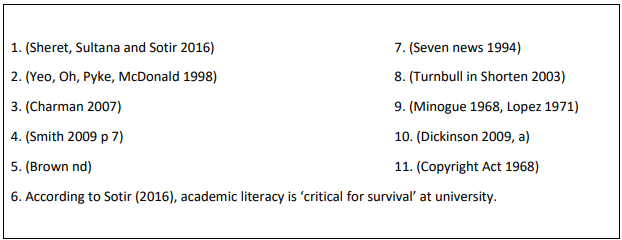 1. (Sheret, Sultana and Sotir 2016)
2. (Yeo, Oh, Pyke, McDonald 1998)
3. (Charman 2007)
4. (Smith 2009 p 7)
5. (Brown nd)
6. According to Sotir (2016), academic literacy is ‘critical for survival’ at university.
7. (Seven news 1994)
8. (Turnbull in Shorten 2003)
9. (Minogue 1968, Lopez 1971)
10. (Dickinson 2009, a)
11. (Copyright Act 1968)